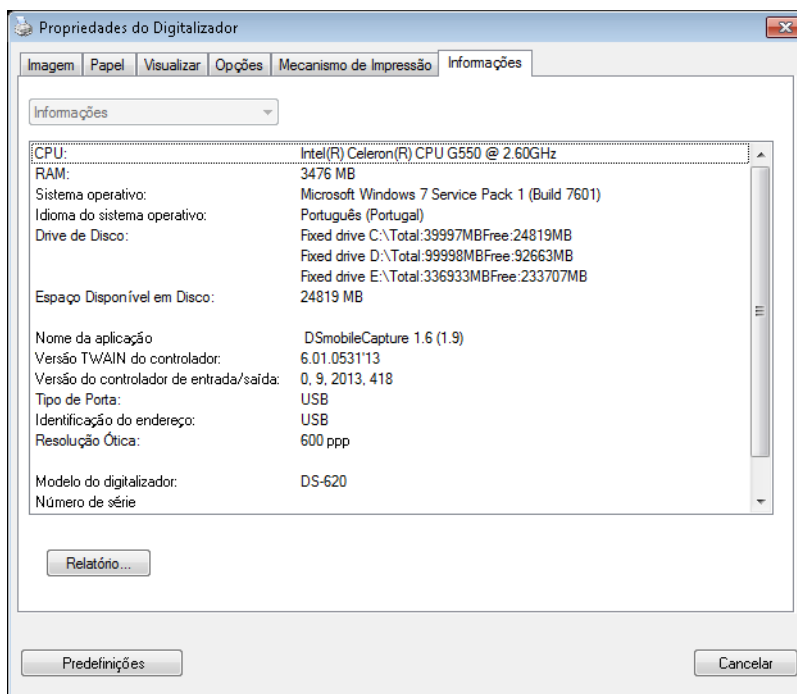 Propriedades do Digitalizador
Imagem Papel Visualizar Opções Mecanismo de Impressão Informações
Informações
CPU: Intel(R) Celeron(R) CPU G550 @ 2.60GHz
RAM: 3476 MB
Sistema operativo: Microsoft Windows 7 Service Pack 1 (Build 7601)
Idioma do sistema operativo: Português (Portugal)
Drive de Disco: Fixed drive C:\Total:39997MBFree:24819MB
Fixed drive D:\Total:99998MBFree:92663MB
Fixed drive E:\Total:336933MBFree:233707MB
Espaço Disponível em Disco: 24819 MB
Nome da aplicação DSmobileCapture 1.6 (1.9)
Versão TWAIN do controlador: 6.01.0531'13
Versão do controlador de entrada/saída: 0, 9, 2013, 418
Tipo de Porta: USB
Identificação do endereço: USB
Resolução Ótica: 600 ppp
Modelo do digitalizador: DS-620
Número de série
Relatório...
Predefinições Cancelar